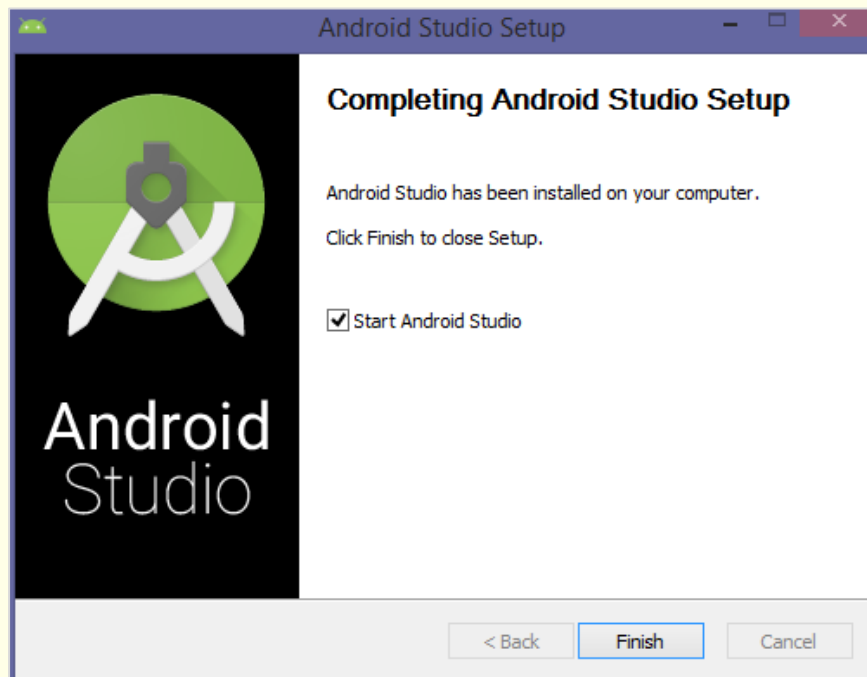 Android Studio Setup
Completing Android Studio Setup
Android Studio has been installed on your computer.
Click Finish to close Setup.
Start Android Studio
Android
Studio
< Back
Finish
Cancel